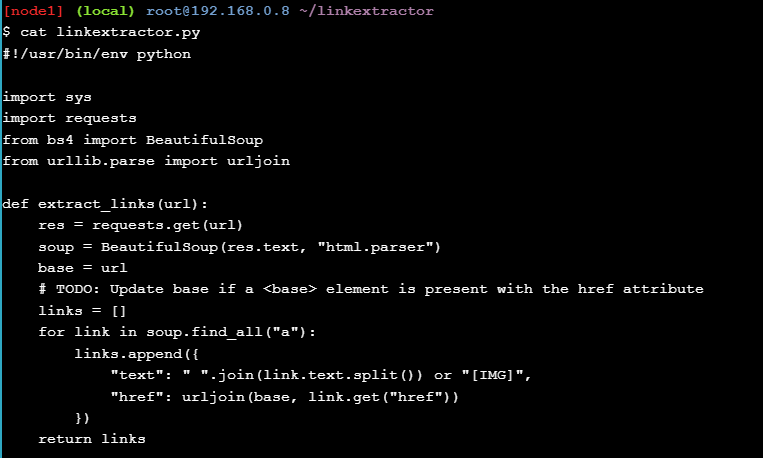 [node1] (local) root@192.168.0.8 ~/linkextractor
$ cat linkextractor.py
#!/usr/bin/env python

import sys
import requests
from bs4 import BeautifulSoup
from urllib.parse import urljoin

def extract_links(url):
    res = requests.get(url)
    soup = BeautifulSoup(res.text, "html.parser")
    base = url
    # TODO: Update base if a <base> element is present with the href attribute
    links = []
    for link in soup.find_all("a"):
        links.append({
            "text": " ".join(link.text.split()) or "[IMG]",
            "href": urljoin(base, link.get("href"))
        })
    return links